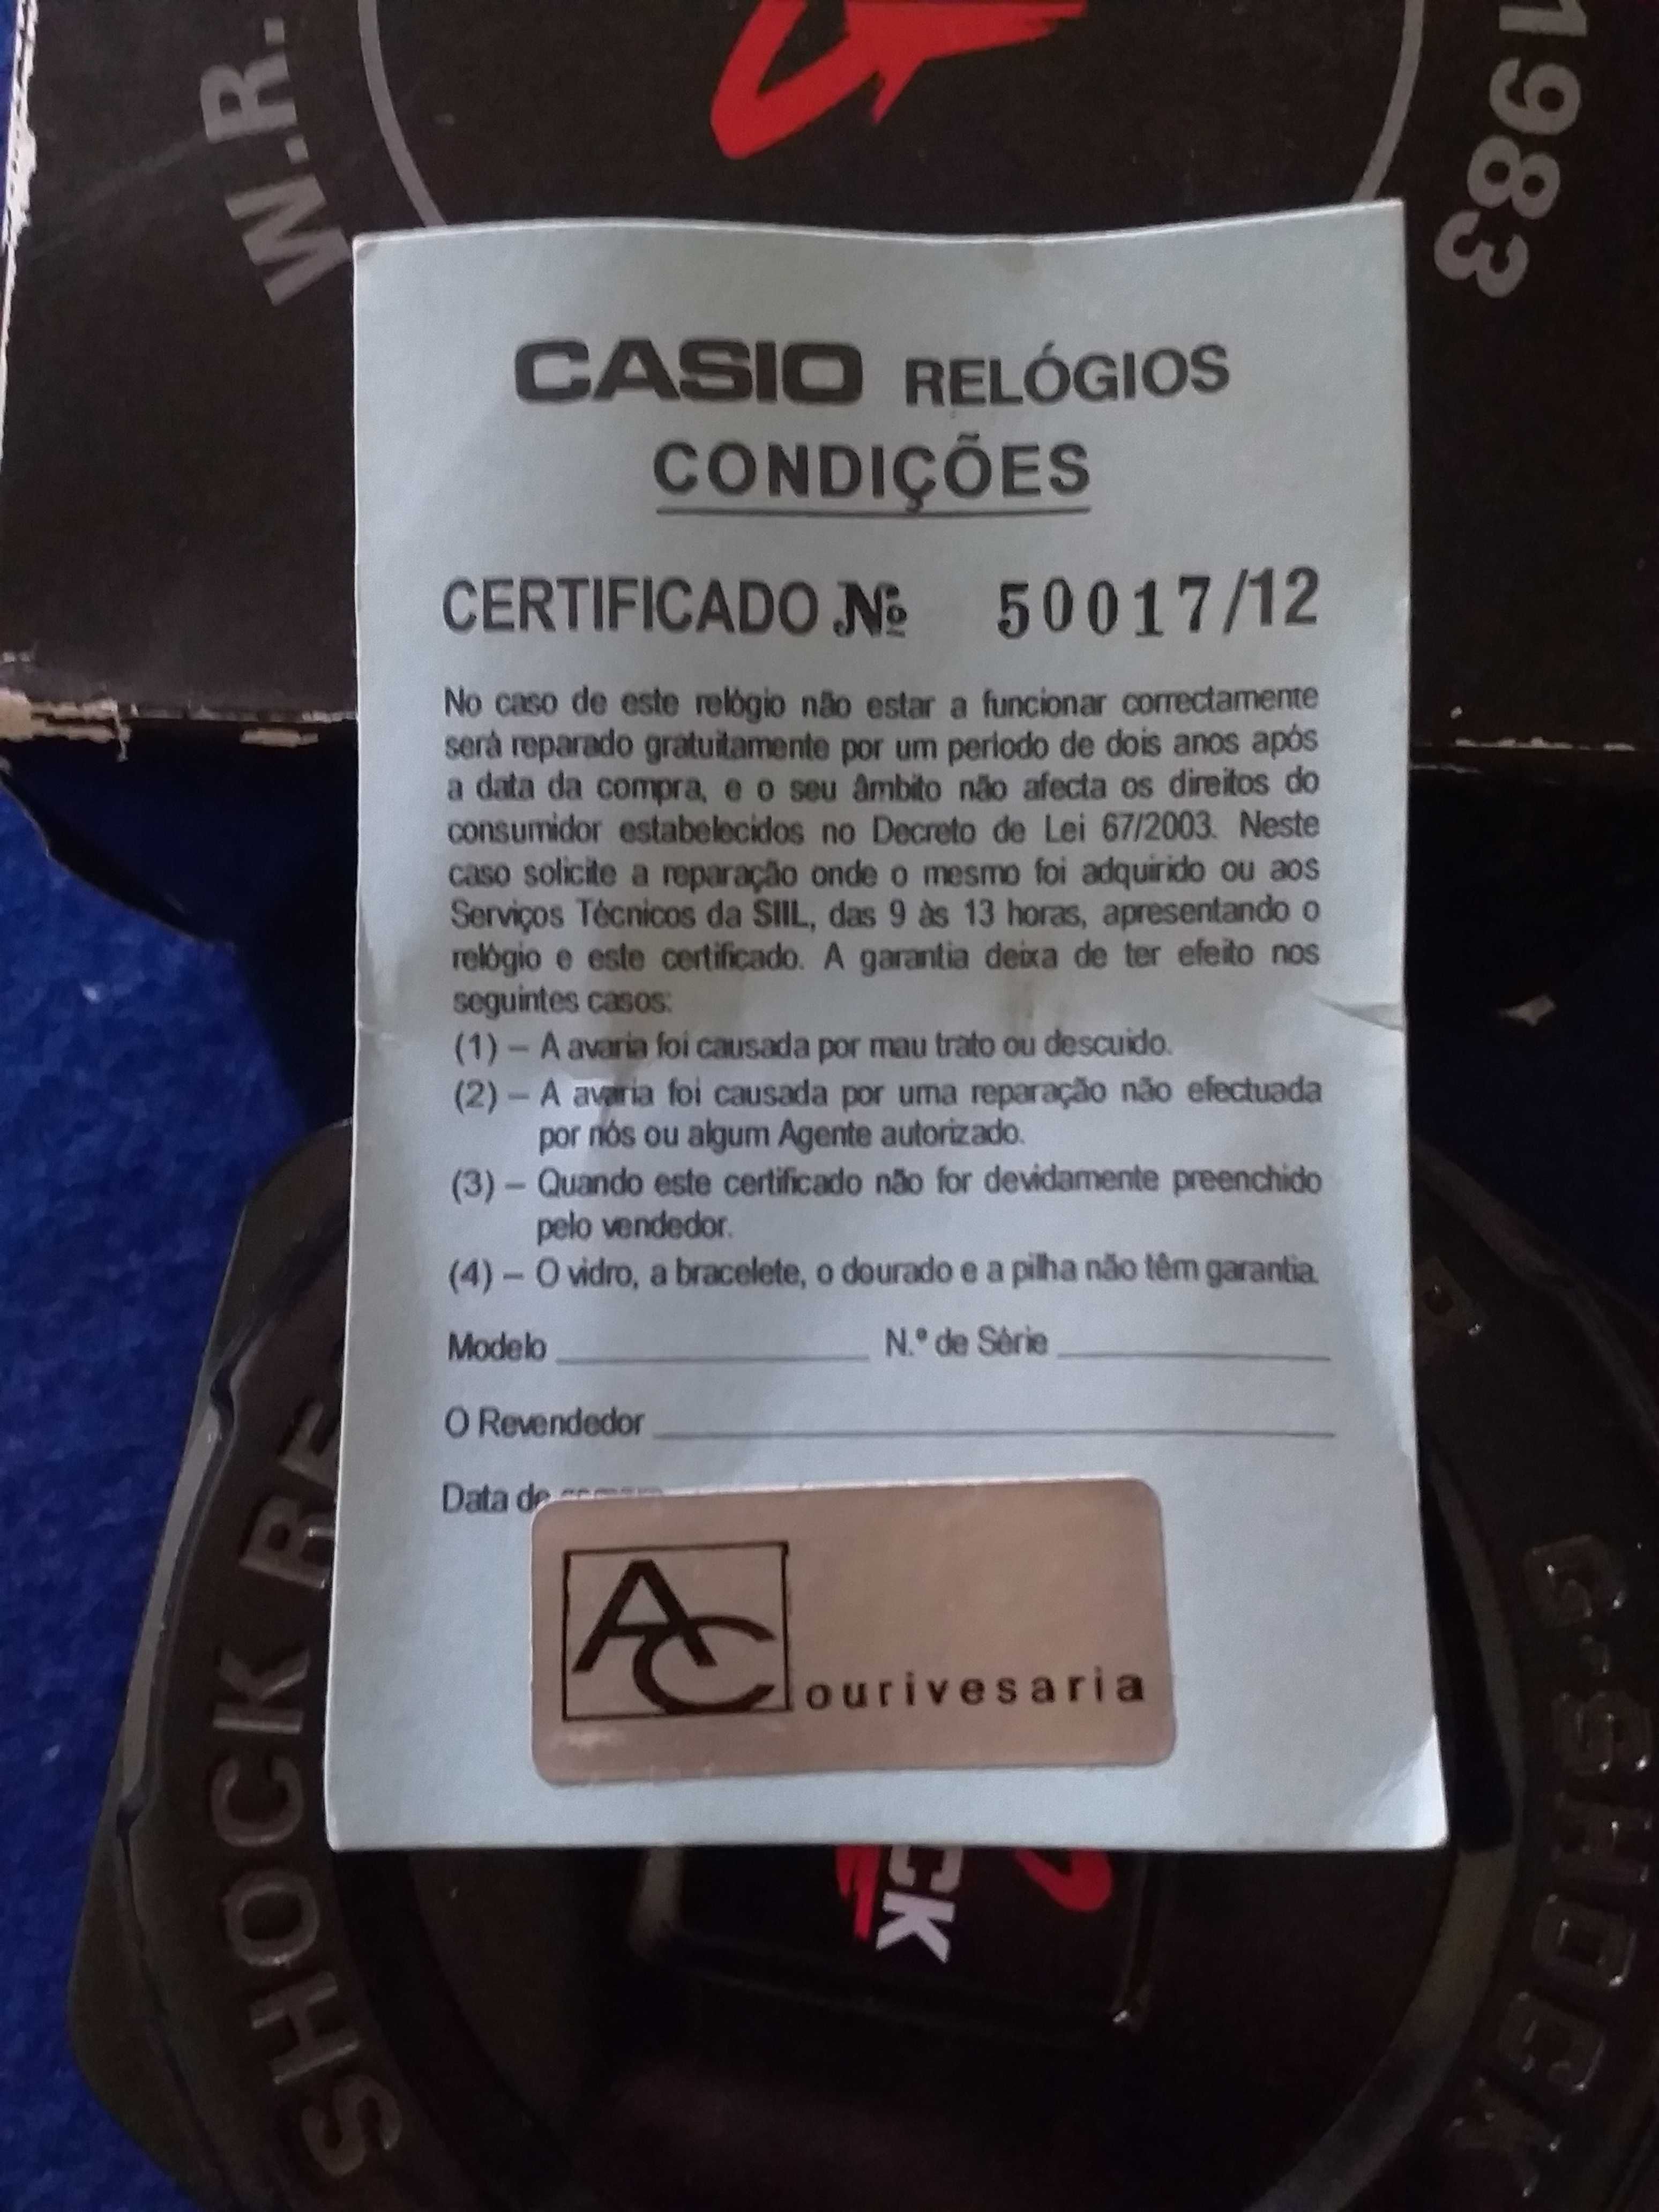 W.R.
1983
CASIO RELÓGIOS
CONDIÇÕES
CERTIFICADO Nº 50017/12
No caso de este relógio não estar a funcionar correctamente
será reparado gratuitamente por um período de dois anos após
a data da compra, e o seu âmbito não afecta os direitos do
consumidor estabelecidos no Decreto de Lei 67/2003. Neste
caso solicite a reparação onde o mesmo foi adquirido ou aos
Serviços Técnicos da SIIL, das 9 às 13 horas, apresentando o
relógio e este certificado. A garantia deixa de ter efeito nos
seguintes casos:
(1) – A avaria foi causada por mau trato ou descuido.
(2) – A avaria foi causada por uma reparação não efectuada
por nós ou algum Agente autorizado.
(3) – Quando este certificado não for devidamente preenchido
pelo vendedor.
(4) – O vidro, a bracelete, o dourado e a pilha não têm garantia.
Modelo N.º de Série
O Revendedor
Data de
AC ourivesaria
SHOCK
G-SHOCK
CK